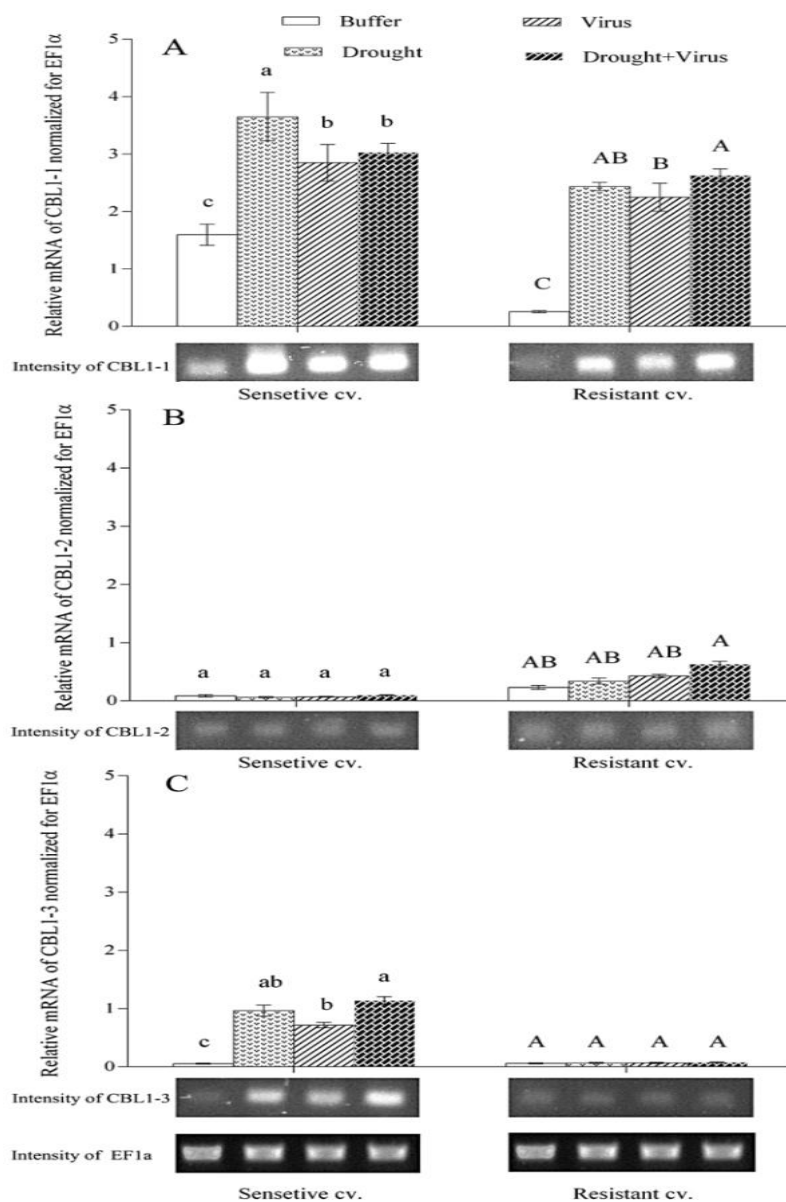 Buffer Virus
Drought Drought+Virus
A
Relative mRNA of CBL1-1 normalized for EF1α
5
4
3
2
1
0
c a b b
C AB B A
Intensity of CBL1-1
Sensetive cv. Resistant cv.
B
Relative mRNA of CBL1-2 normalized for EF1α
5
4
3
2
1
0
a a a a
AB AB AB A
Intensity of CBL1-2
Sensetive cv. Resistant cv.
C
Relative mRNA of CBL1-3 normalized for EF1α
5
4
3
2
1
0
c ab b a
A A A A
Intensity of CBL1-3
Intensity of EF1a
Sensetive cv. Resistant cv.